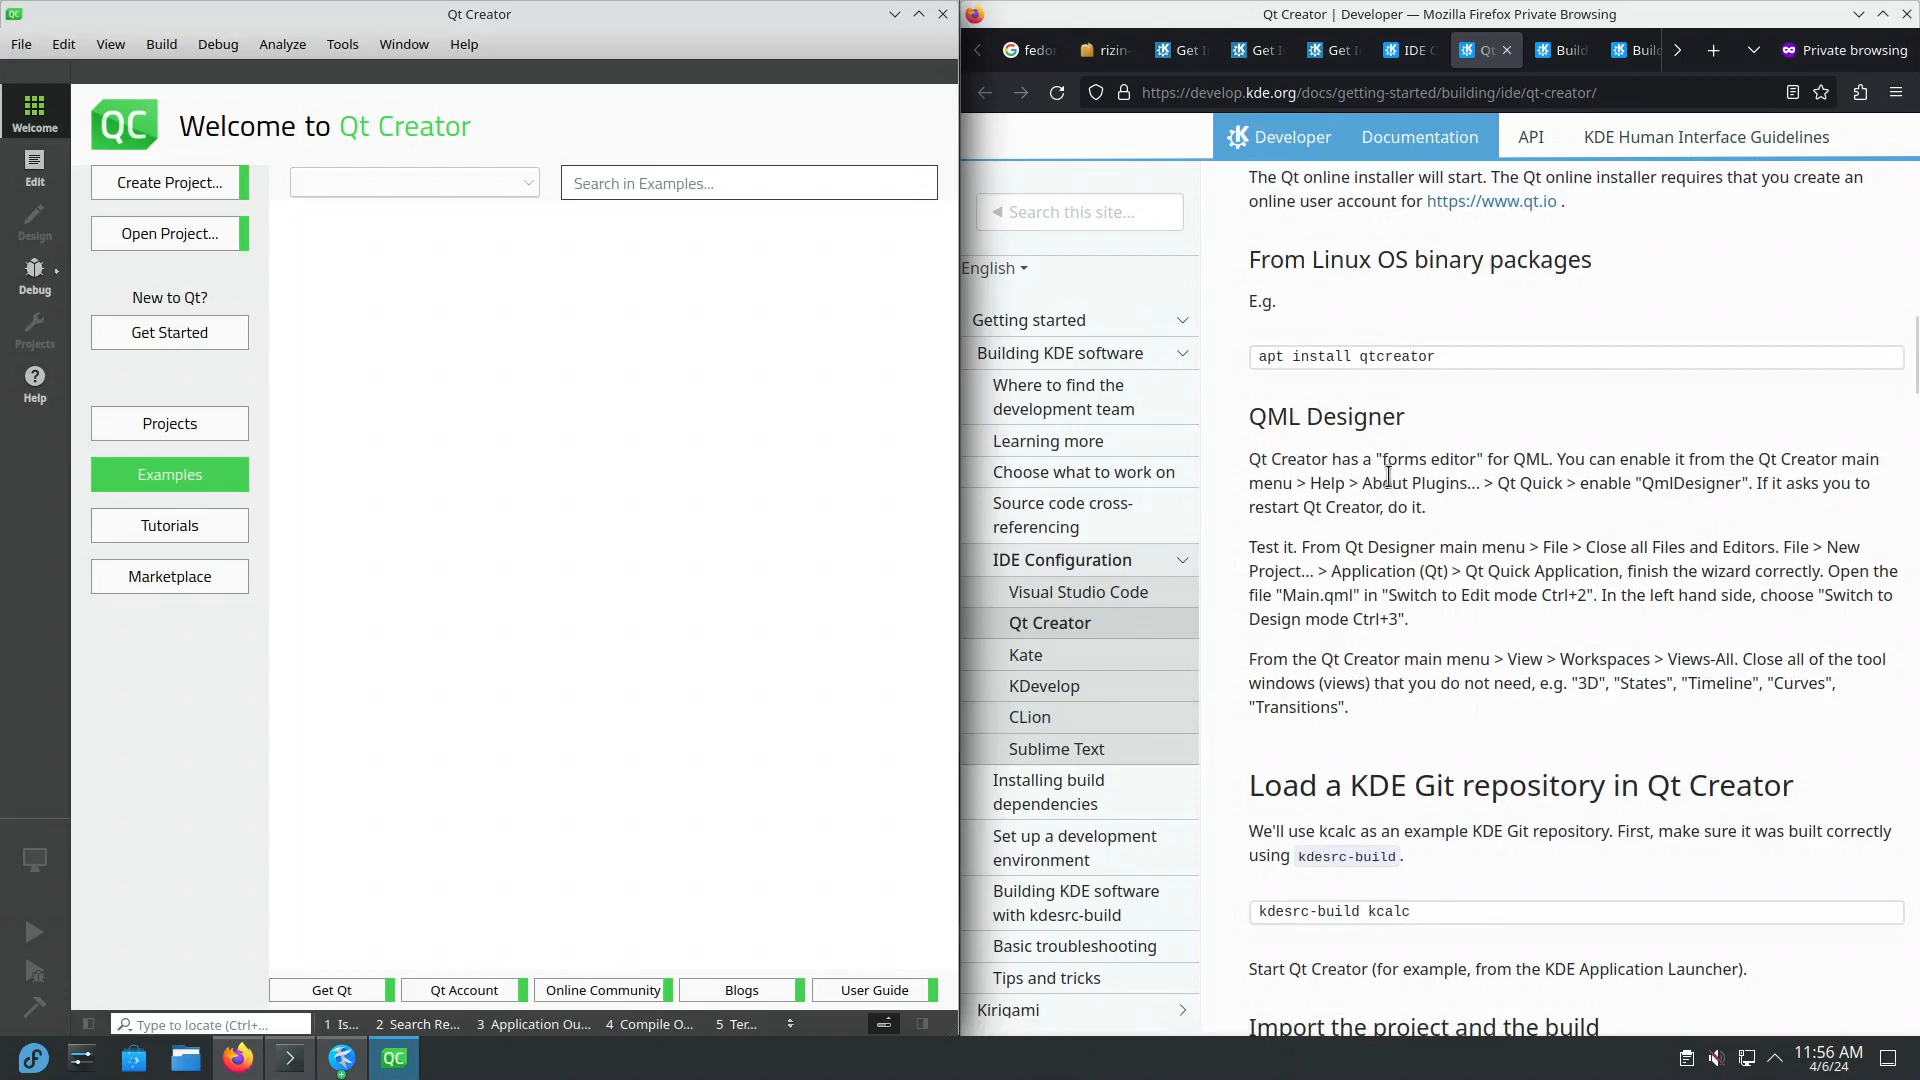 QC
Qt Creator
File Edit View Build Debug Analyze Tools Window Help
Welcome
Edit
Design
Debug
Projects
Help
QC
Welcome to Qt Creator
Create Project...
Search in Examples...
Open Project...
New to Qt?
Get Started
Projects
Examples
Tutorials
Marketplace
Get Qt
Qt Account
Online Community
Blogs
User Guide
Type to locate (Ctrl+...
1 Is... 2 Search Re... 3 Application Ou... 4 Compile O... 5 Ter...
Qt Creator | Developer — Mozilla Firefox Private Browsing
fedo
rizin-
Get I
Get I
Get I
IDE C
Qt
Build
Build
Private browsing
https://develop.kde.org/docs/getting-started/building/ide/qt-creator/
Developer Documentation API KDE Human Interface Guidelines
Search this site...
English
Getting started
Building KDE software
Where to find the
development team
Learning more
Choose what to work on
Source code cross-
referencing
IDE Configuration
Visual Studio Code
Qt Creator
Kate
KDevelop
CLion
Sublime Text
Installing build
dependencies
Set up a development
environment
Building KDE software
with kdesrc-build
Basic troubleshooting
Tips and tricks
Kirigami
The Qt online installer will start. The Qt online installer requires that you create an
online user account for https://www.qt.io .
From Linux OS binary packages
E.g.
apt install qtcreator
QML Designer
Qt Creator has a "forms editor" for QML. You can enable it from the Qt Creator main
menu > Help > About Plugins... > Qt Quick > enable "QmlDesigner". If it asks you to
restart Qt Creator, do it.
Test it. From Qt Designer main menu > File > Close all Files and Editors. File > New
Project... > Application (Qt) > Qt Quick Application, finish the wizard correctly. Open the
file "Main.qml" in "Switch to Edit mode Ctrl+2". In the left hand side, choose "Switch to
Design mode Ctrl+3".
From the Qt Creator main menu > View > Workspaces > Views-All. Close all of the tool
windows (views) that you do not need, e.g. "3D", "States", "Timeline", "Curves",
"Transitions".
Load a KDE Git repository in Qt Creator
We'll use kcalc as an example KDE Git repository. First, make sure it was built correctly
using kdesrc-build.
kdesrc-build kcalc
Start Qt Creator (for example, from the KDE Application Launcher).
Import the project and the build
QC
11:56 AM
4/6/24